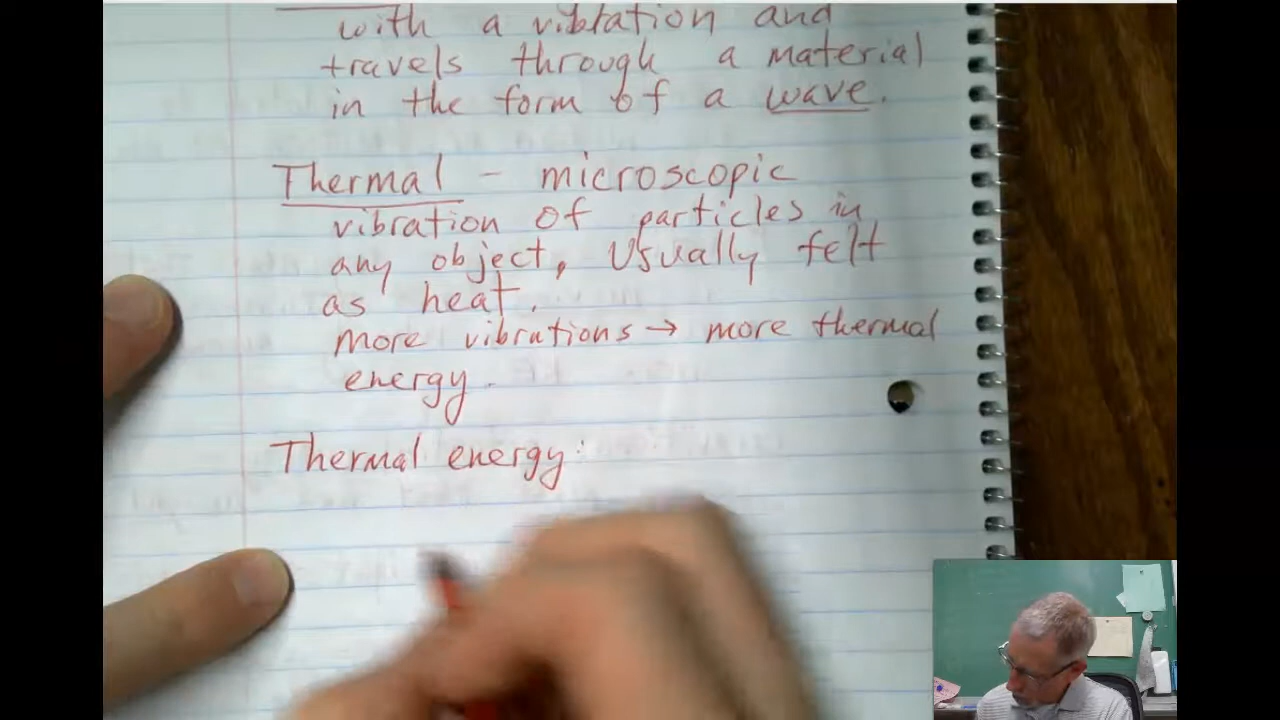 with a vibration and
travels through a material
in the form of a wave.
Thermal - microscopic
vibration of particles in
any object, Usually felt
as heat.
more vibrations → more thermal
energy.
Thermal energy: